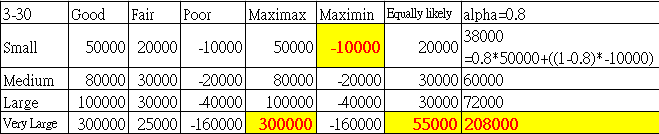 3-30 Good Fair Poor Maximax Maximin Equally likely alpha=0.8
Small 50000 20000 -10000 50000 -10000 20000 38000
=0.8*50000+((1-0.8)*-10000)
Medium 80000 30000 -20000 80000 -20000 30000 60000
Large 100000 30000 -40000 100000 -40000 30000 72000
Very Large 300000 25000 -160000 300000 -160000 55000 208000